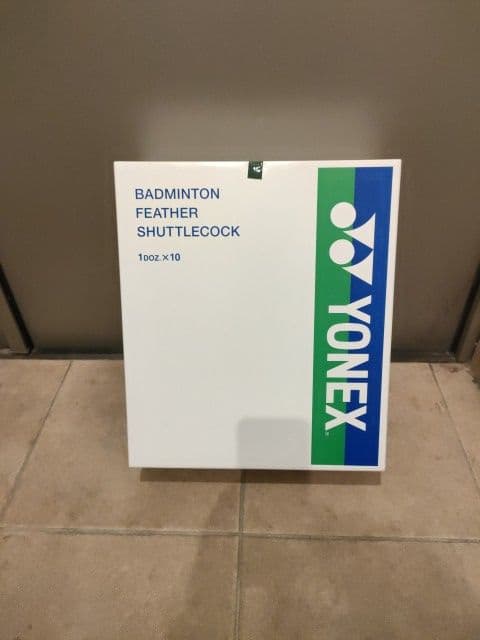 BADMINTON
FEATHER
SHUTTLECOCK
1DOZ.×10
YONEX